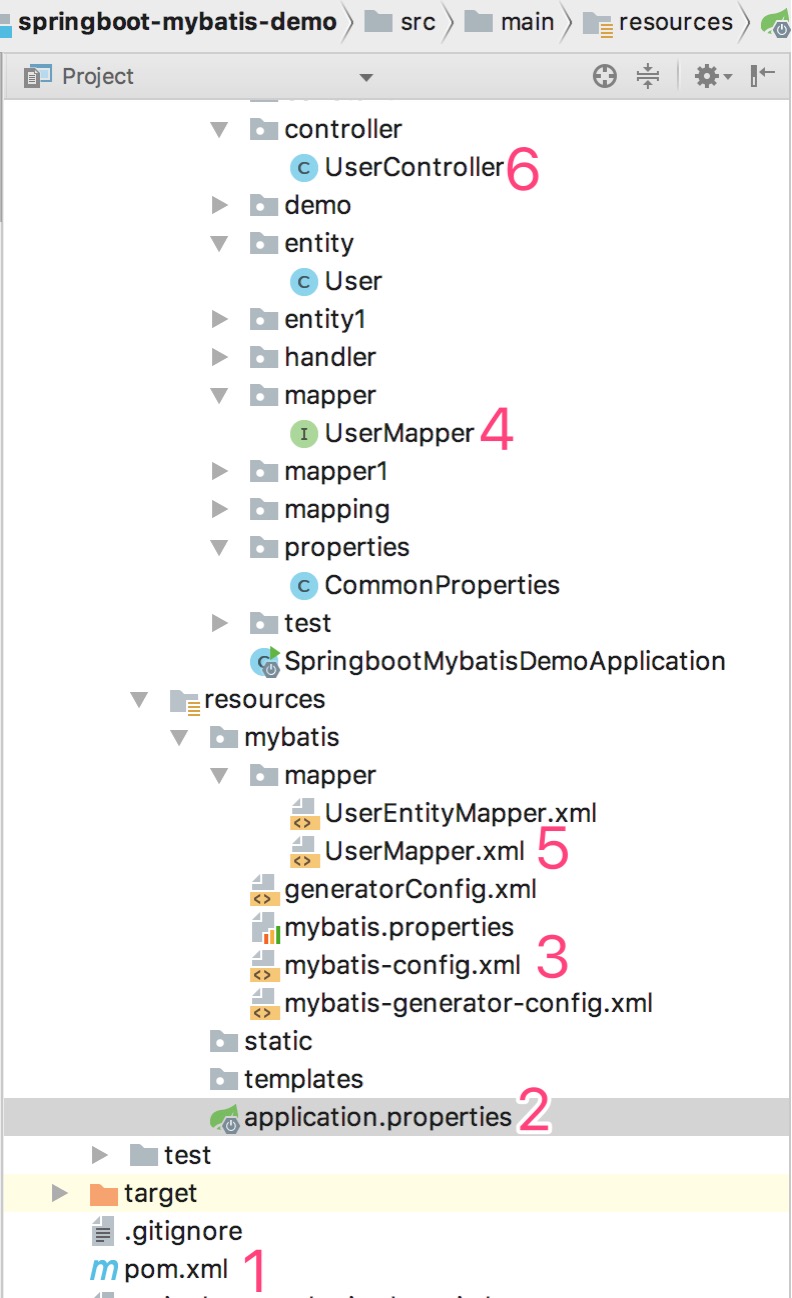 springboot-mybatis-demo src main resources
Project
controller
UserController 6
demo
entity
User
entity1
handler
mapper
UserMapper 4
mapper1
mapping
properties
CommonProperties
test
SpringbootMybatisDemoApplication
resources
mybatis
mapper
UserEntityMapper.xml
UserMapper.xml 5
generatorConfig.xml
mybatis.properties
mybatis-config.xml 3
mybatis-generator-config.xml
static
templates
application.properties 2
test
target
.gitignore
pom.xml 1